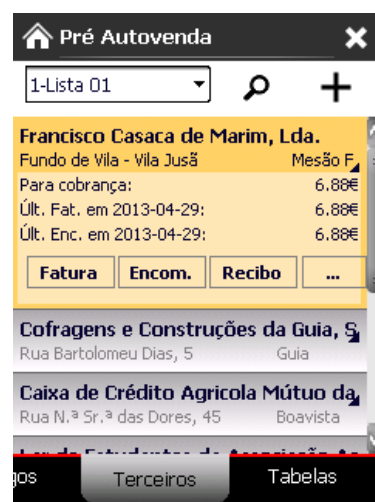 Pré Autovenda
1-Lista 01
Francisco Casaca de Marim, Lda.
Fundo de Vila - Vila Jusã Mesão F
Para cobrança: 6.88€
Últ. Fat. em 2013-04-29: 6.88€
Últ. Enc. em 2013-04-29: 6.88€
Fatura Encom. Recibo ...
Cofragens e Construções da Guia, S
Rua Bartolomeu Dias, 5 Guia
Caixa de Crédito Agricola Mútuo da
Rua N.ª Sr.ª das Dores, 45 Boavista
Terceiros Tabelas